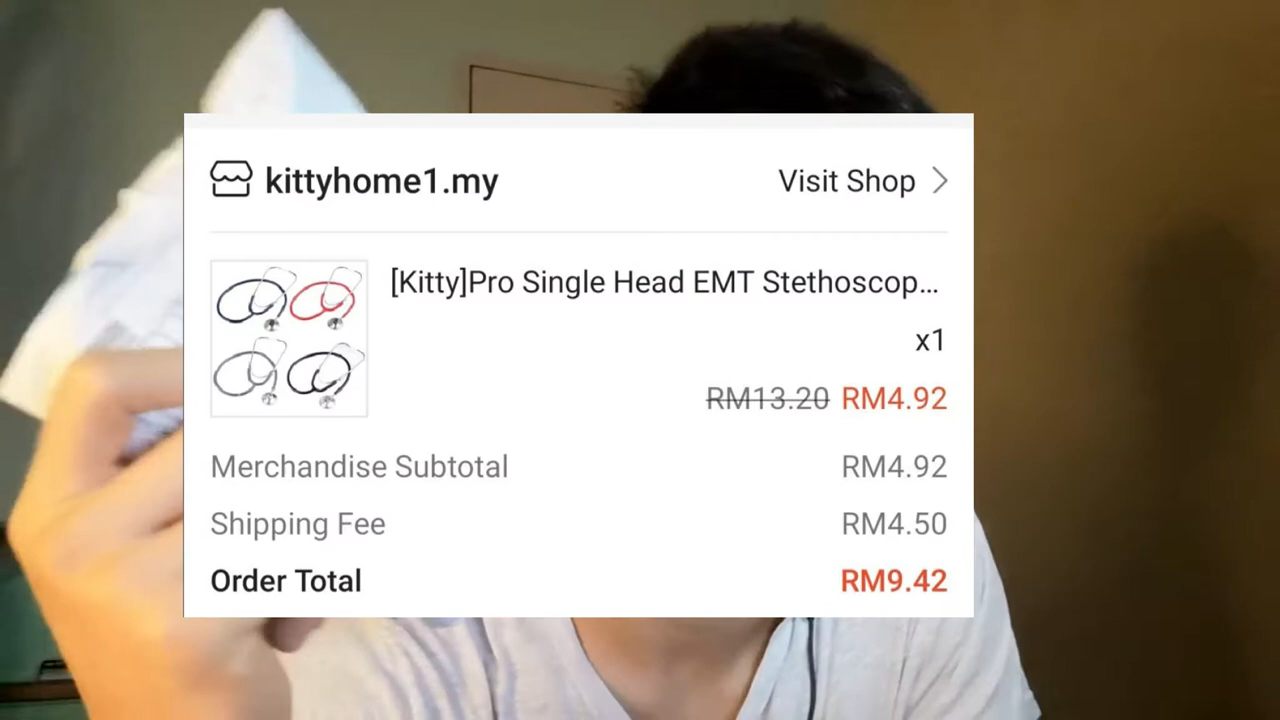 kittyhome1.my Visit Shop
[Kitty]Pro Single Head EMT Stethoscop...
x1
RM13.20 RM4.92
Merchandise Subtotal RM4.92
Shipping Fee RM4.50
Order Total RM9.42